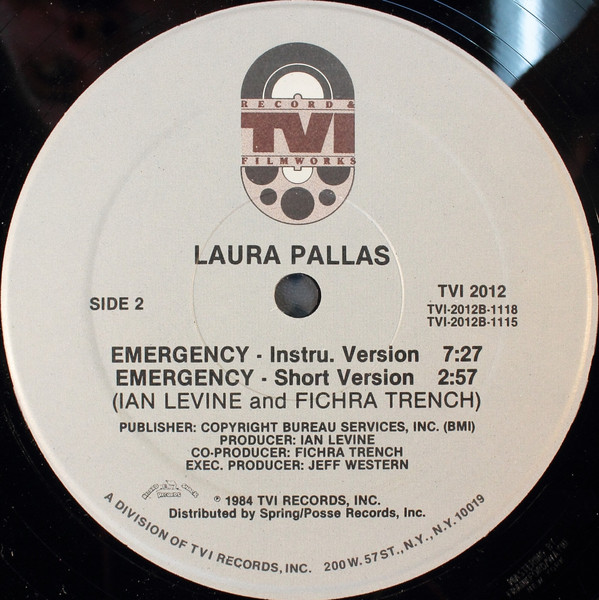 RECORD &
TVI
FILMWORKS
LAURA PALLAS
SIDE 2
TVI 2012
TVI-2012B-1118
TVI-2012B-1115
EMERGENCY - Instru. Version 7:27
EMERGENCY - Short Version 2:57
(IAN LEVINE and FICHRA TRENCH)
PUBLISHER: COPYRIGHT BUREAU SERVICES, INC. (BMI)
PRODUCER: IAN LEVINE
CO-PRODUCER: FICHRA TRENCH
EXEC. PRODUCER: JEFF WESTERN
℗ 1984 TVI RECORDS, INC.
Distributed by Spring/Posse Records, Inc.
A DIVISION OF TVI RECORDS, INC. 200 W. 57 ST., N.Y., N.Y. 10019